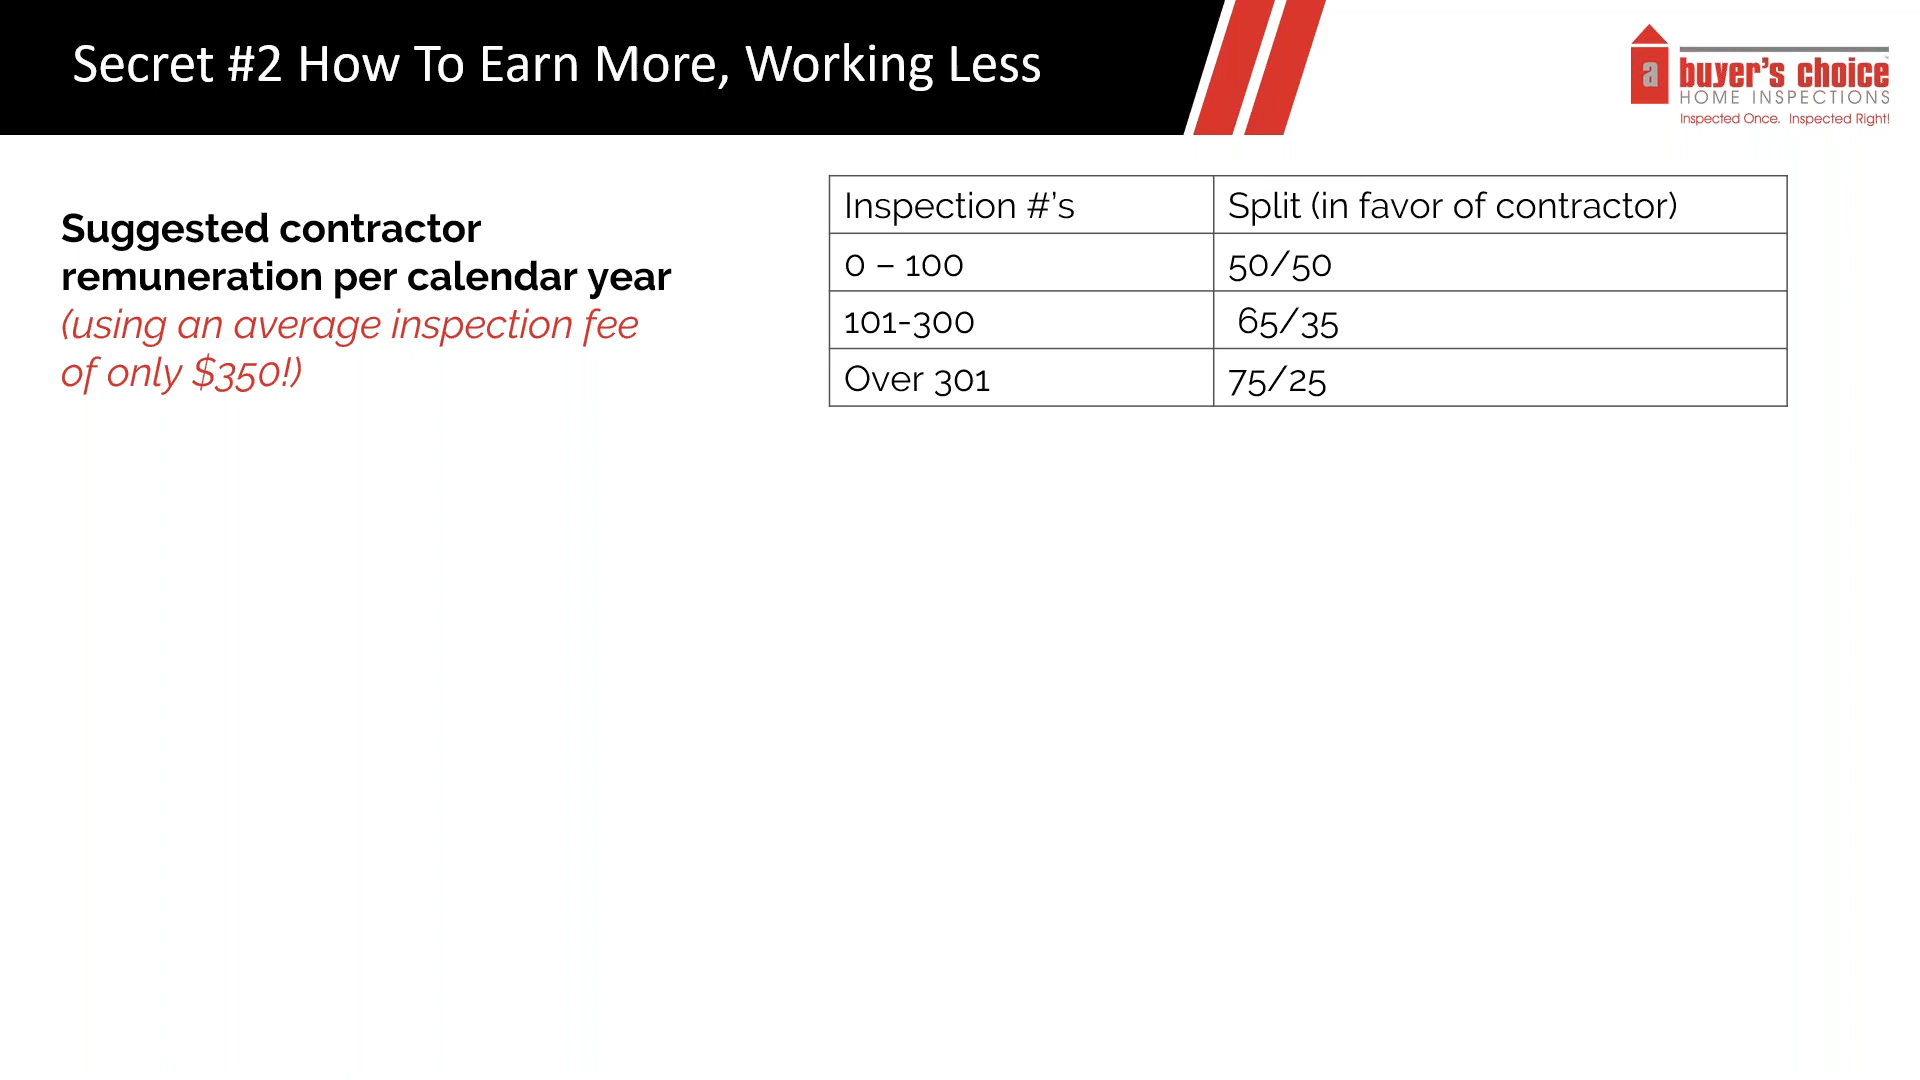 Secret #2 How To Earn More, Working Less
a buyer's choice
HOME INSPECTIONS
Inspected Once. Inspected Right!
Suggested contractor
remuneration per calendar year
(using an average inspection fee
of only $350!)
Inspection #’s Split (in favor of contractor)
0 – 100 50/50
101-300 65/35
Over 301 75/25